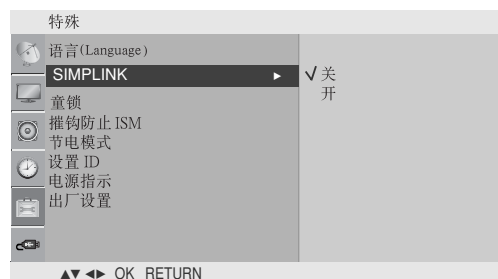 特殊
语言(Language)
SIMPLINK ► √ 关
开
童锁
摧钩防止 ISM
节电模式
设置 ID
电源指示
出厂设置
▲▼ ◄► OK RETURN